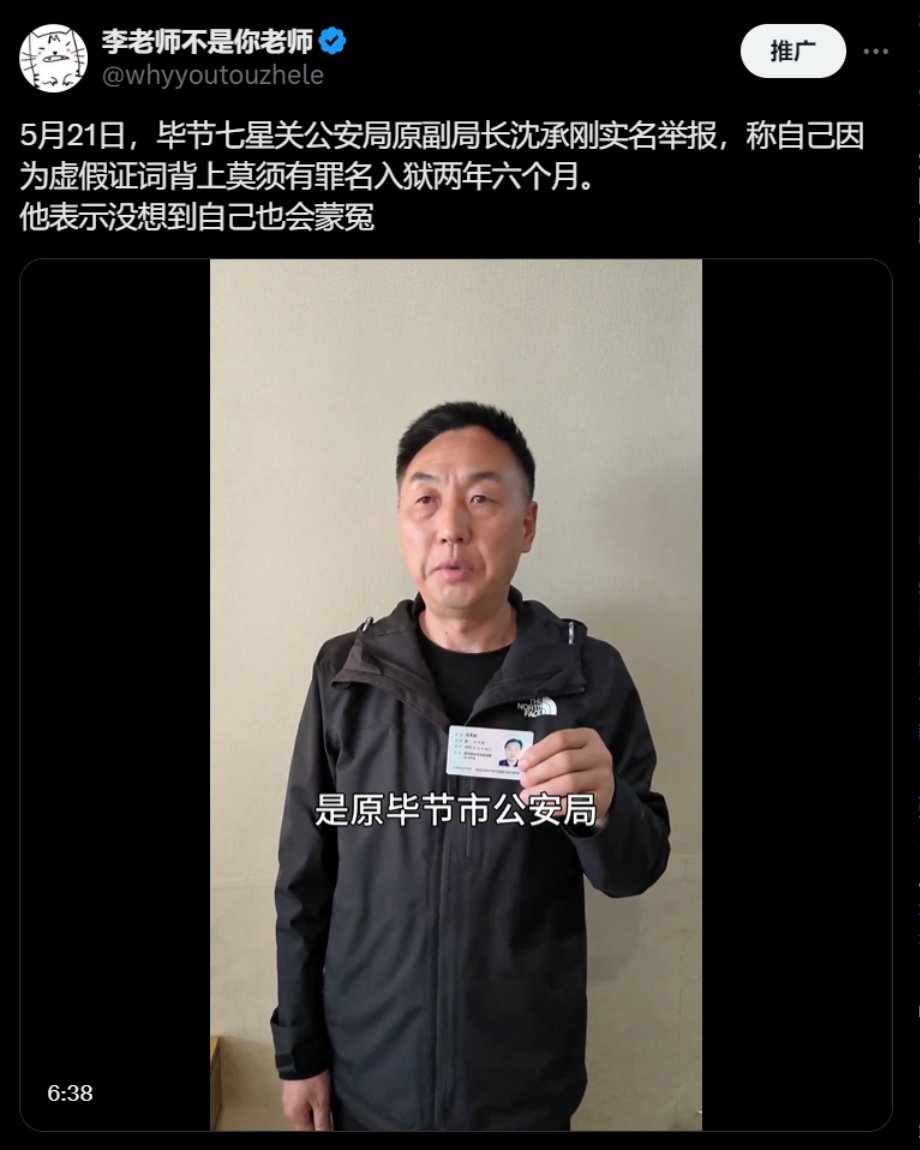 李老师不是你老师
@whyyoutouzhele
推广
5月21日，毕节七星关公安局原副局长沈承刚实名举报，称自己因
为虚假证词背上莫须有罪名入狱两年六个月。
他表示没想到自己也会蒙冤
THE
NORTH
FACE
是原毕节市公安局
6:38